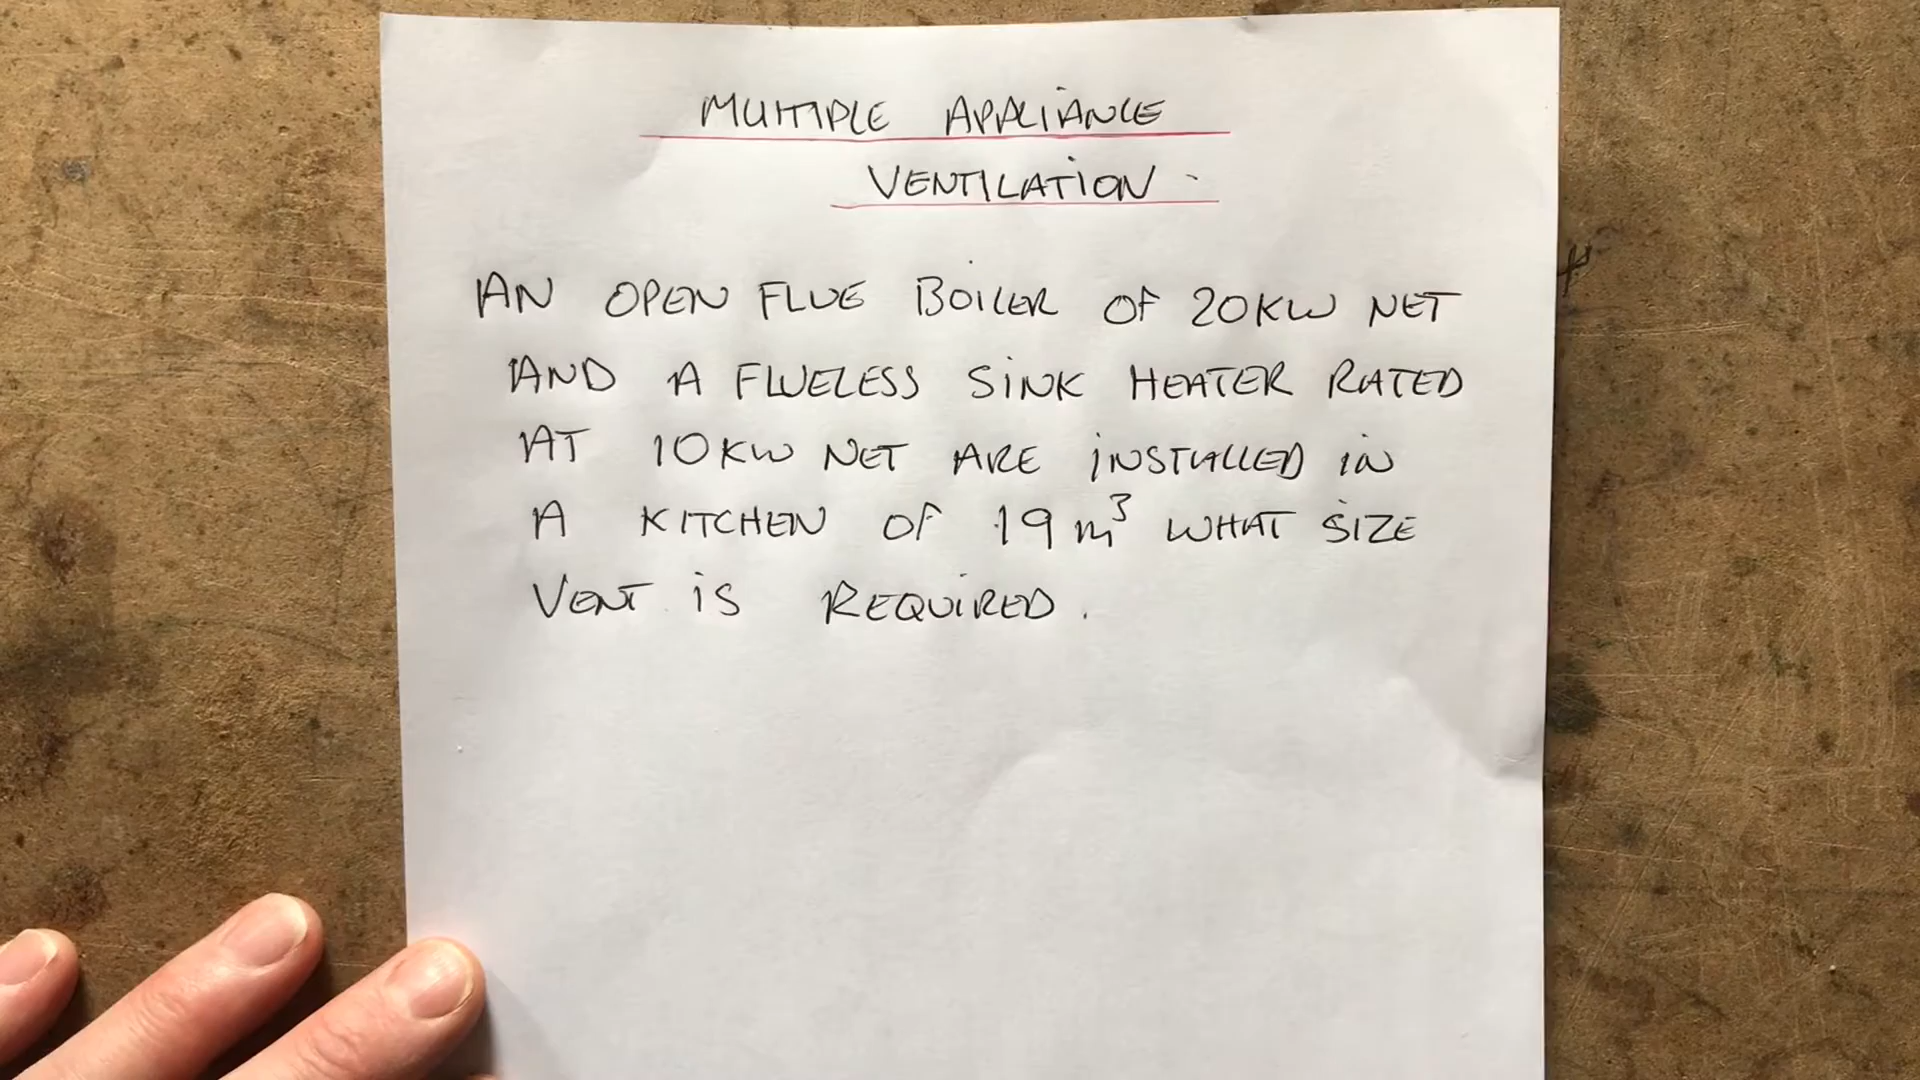 MULTIPLE APPLIANCE
VENTILATION.
AN OPEN FLUE BOILER OF 20KW NET
AND A FLUELESS SINK HEATER RATED
AT 10KW NET ARE INSTALLED IN
A KITCHEN OF 19m³ WHAT SIZE
VENT IS REQUIRED.